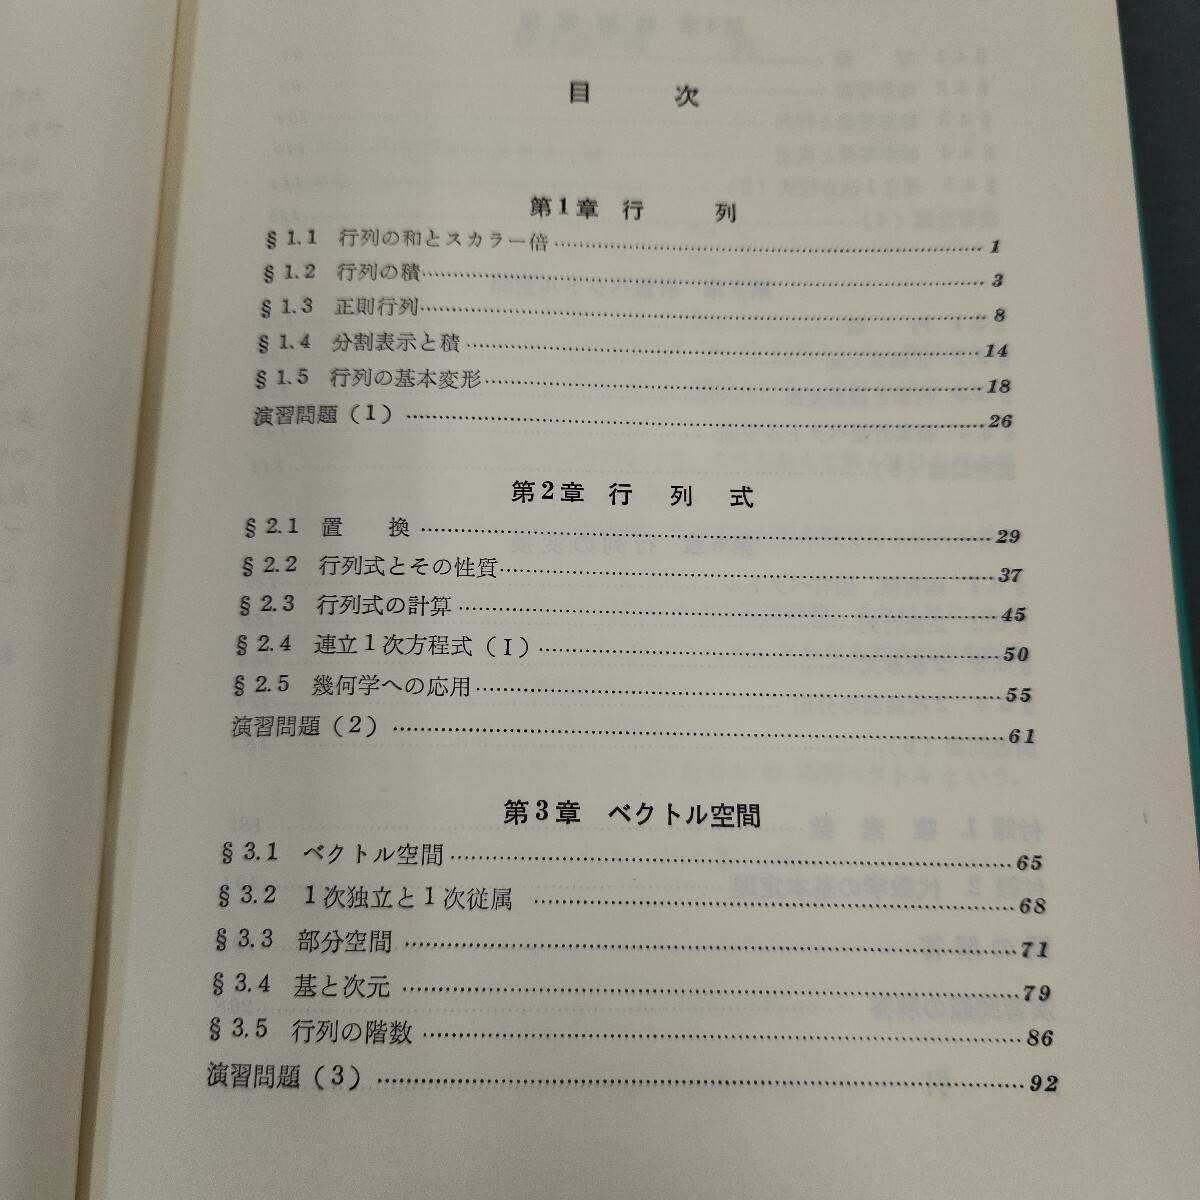 目 次
第1章 行 列
§1.1 行列の和とスカラー倍 1
§1.2 行列の積 3
§1.3 正則行列 8
§1.4 分割表示と積 14
§1.5 行列の基本変形 18
演習問題(1) 26
第2章 行 列 式
§2.1 置 換 29
§2.2 行列式とその性質 37
§2.3 行列式の計算 45
§2.4 連立1次方程式(I) 50
§2.5 幾何学への応用 55
演習問題(2) 61
第3章 ベクトル空間
§3.1 ベクトル空間 65
§3.2 1次独立と1次従属 68
§3.3 部分空間 71
§3.4 基と次元 79
§3.5 行列の階数 86
演習問題(3) 92